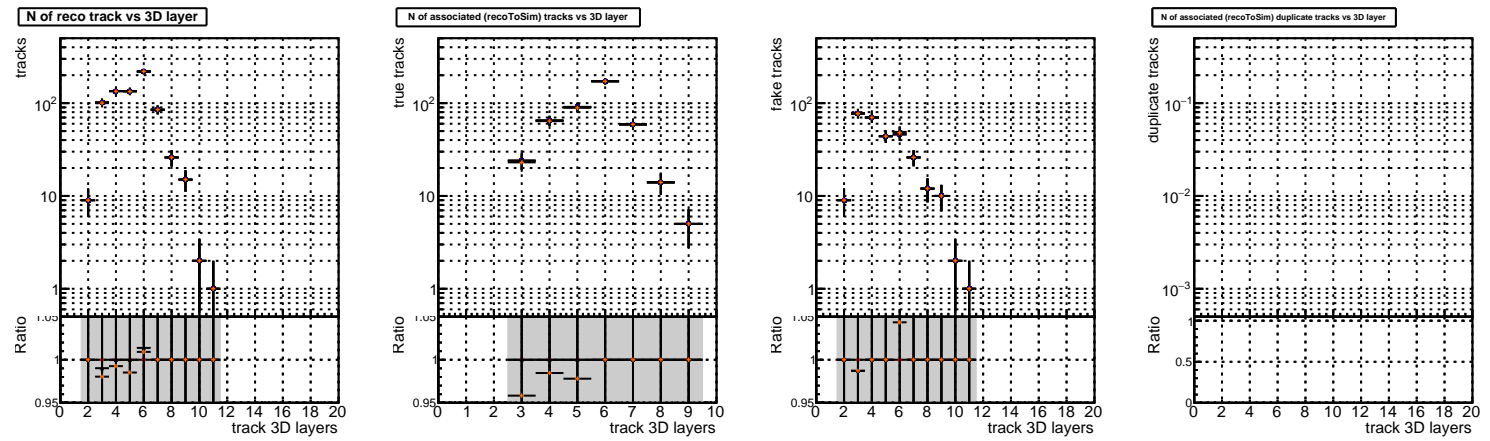 N of reco track vs 3D layer
tracks
10²
10
1
Ratio
1.05
1
0.95
0 2 4 6 8 10 12 14 16 18 20
track 3D layers
N of associated (recoToSim) tracks vs 3D layer
true tracks
10²
10
1
Ratio
1.05
1
0.95
0 1 2 3 4 5 6 7 8 9 10
track 3D layers
fake tracks
10²
10
1
Ratio
1.05
1
0.95
0 2 4 6 8 10 12 14 16 18 20
track 3D layers
N of associated (recoToSim) duplicate tracks vs 3D layer
duplicate tracks
10⁻¹
10⁻²
10⁻³
Ratio
1
0.5
0
0 2 4 6 8 10 12 14 16 18 20
track 3D layers